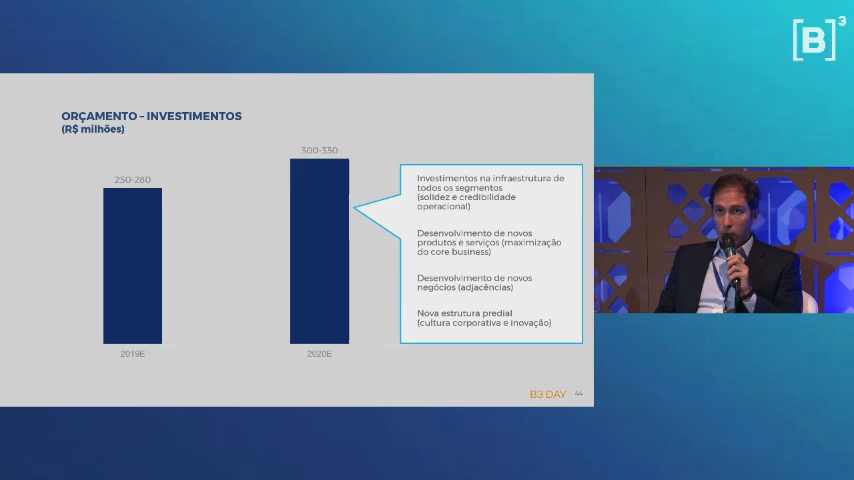 [B]³
ORÇAMENTO – INVESTIMENTOS
(R$ milhões)
250-280
300-330
2019E
2020E
Investimentos na infraestrutura de
todos os segmentos
(solidez e credibilidade
operacional)
Desenvolvimento de novos
produtos e serviços (maximização
do core business)
Desenvolvimento de novos
negócios (adjacências)
Nova estrutura predial
(cultura corporativa e inovação)
B3 DAY